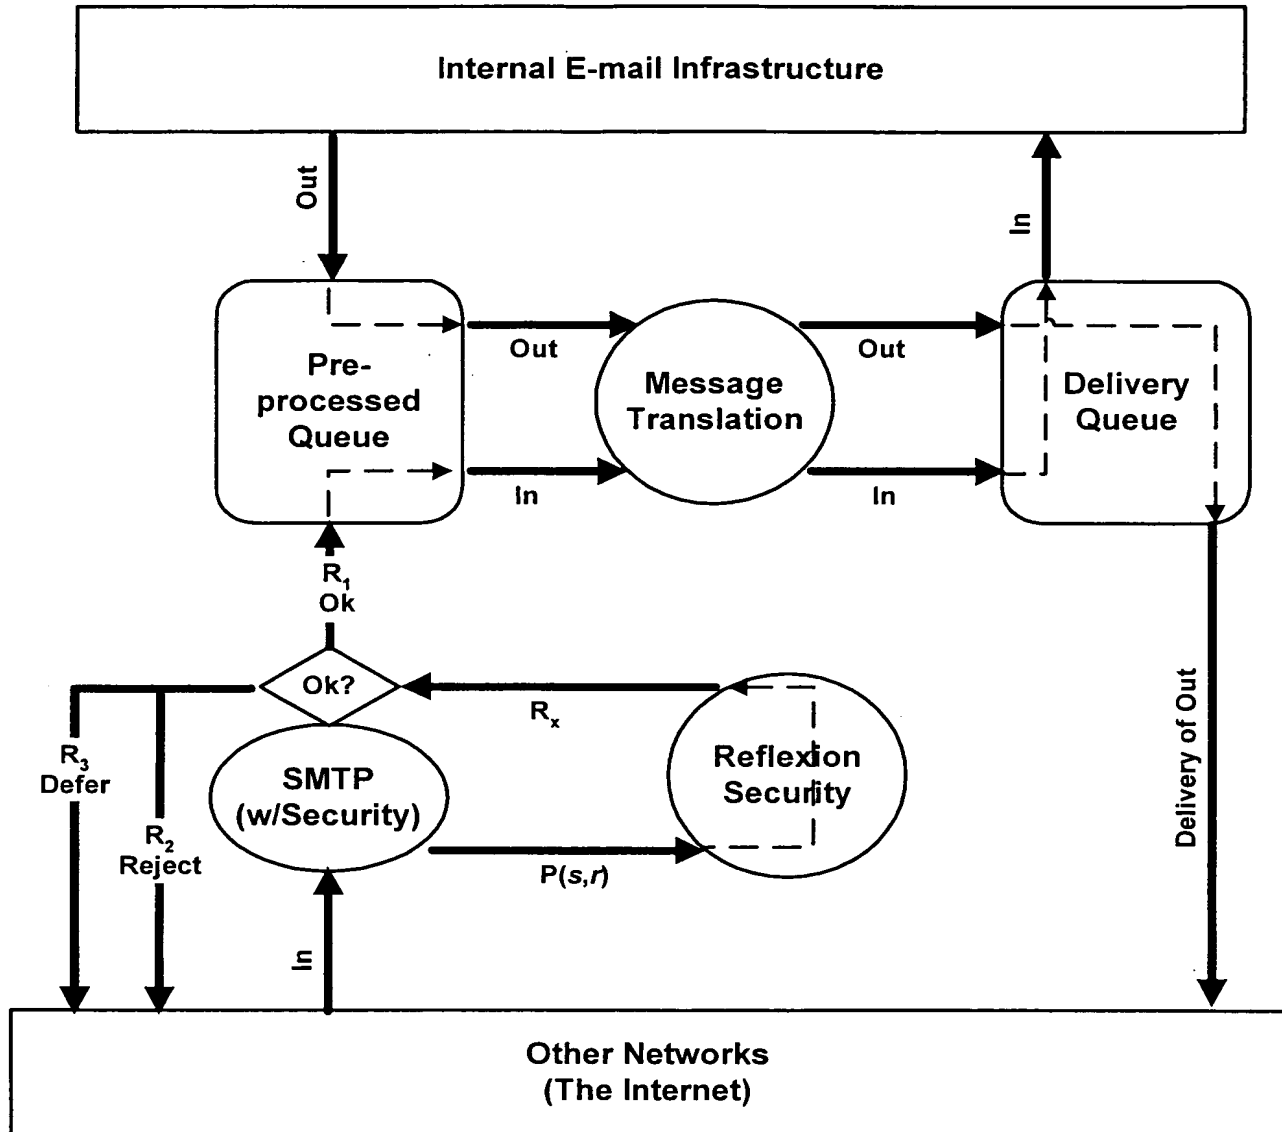 Internal E-mail Infrastructure
Out
In
Pre-
processed
Queue
Out
In
Message
Translation
Out
In
Delivery
Queue
R1
Ok
Ok?
Rx
R3
Defer
R2
Reject
SMTP
(w/Security)
P(s,r)
Reflexion
Security
In
Delivery of Out
Other Networks
(The Internet)